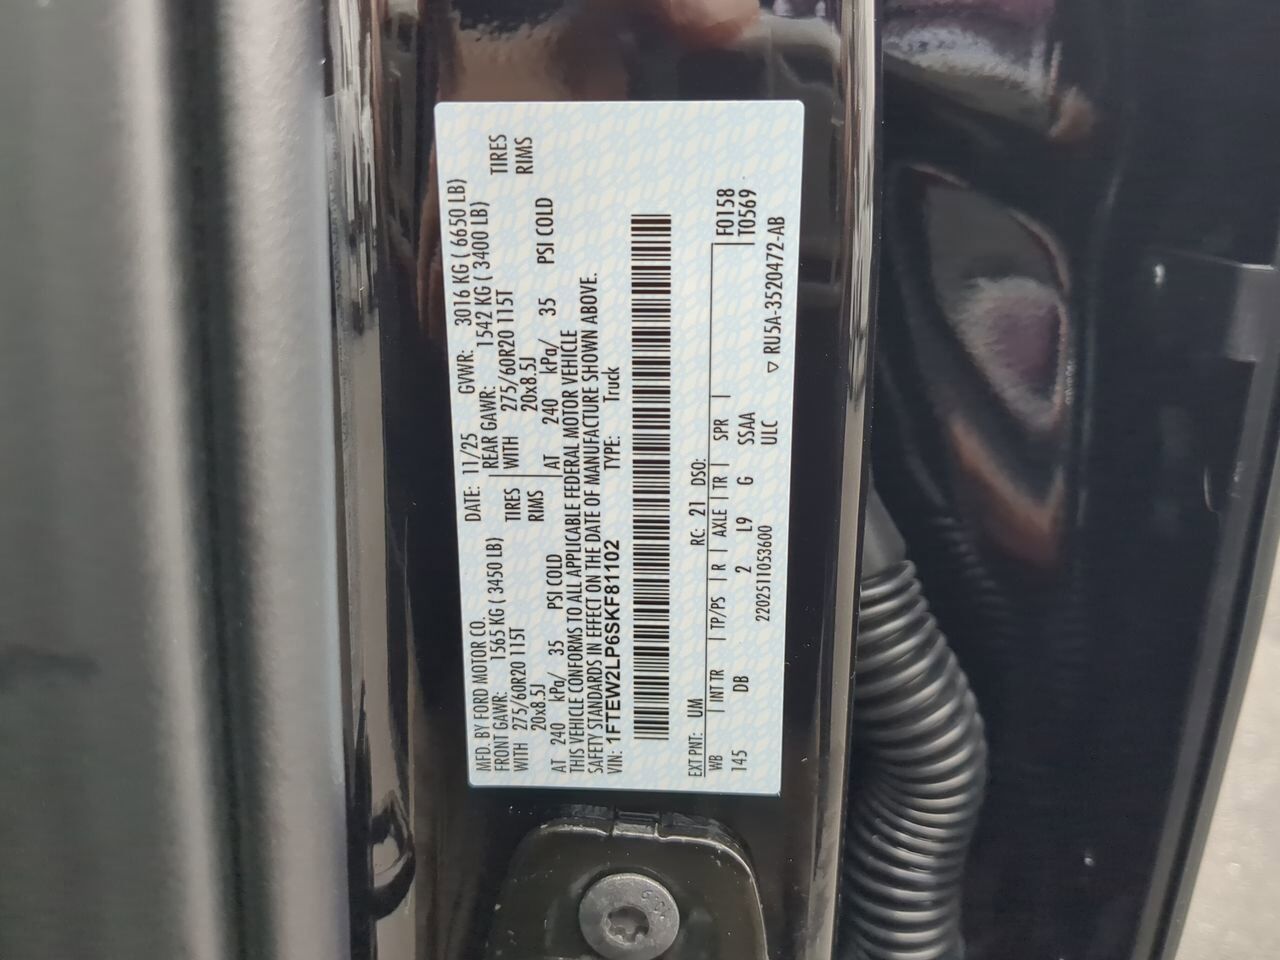 MFD. BY FORD MOTOR CO.
DATE: 11/25 GVWR: 3016 KG ( 6650 LB)
FRONT GAWR: 1565 KG ( 3450 LB)
REAR GAWR: 1542 KG ( 3400 LB)
WITH 275/60R20 115T TIRES
WITH 275/60R20 115T TIRES
20x8.5J RIMS
20x8.5J RIMS
AT 240 kPa/ 35 PSI COLD
AT 240 kPa/ 35 PSI COLD
THIS VEHICLE CONFORMS TO ALL APPLICABLE FEDERAL MOTOR VEHICLE
SAFETY STANDARDS IN EFFECT ON THE DATE OF MANUFACTURE SHOWN ABOVE.
VIN: 1FTEW2LP6SKF81102 TYPE: Truck
EXT PNT: UM RC: 21 DSO:
WB | INT TR | TP/PS | R | AXLE | TR | SPR | F0158
145 DB 2 L9 G SSAA T0569
2202511053600 ULC ▽ RU5A-3520472-AB